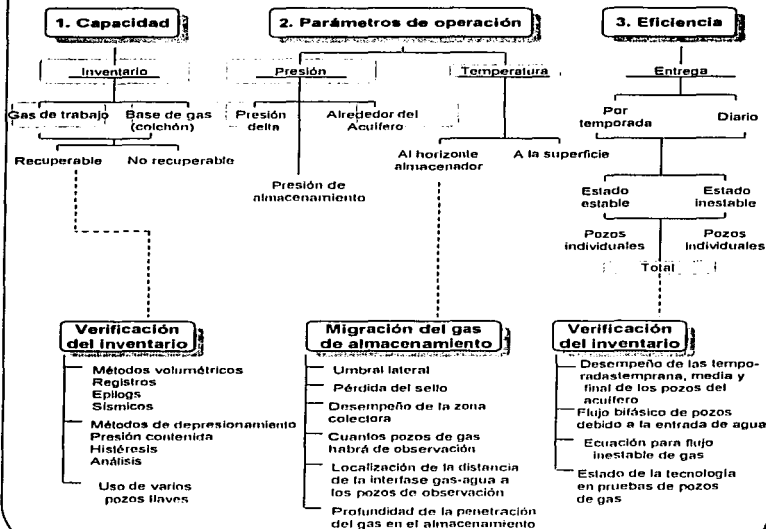 1. Capacidad
2. Parámetros de operación
3. Eficiencia
Inventario
Presión
Temperatura
Entrega
Gas de trabajo
Base de gas
(colchón)
Presión
delta
Alrededor del
Acuífero
Por
temporada
Diario
Recuperable
No recuperable
Al horizonte
almacenador
A la superficie
Presión de
almacenamiento
Estado
estable
Estado
inestable
Pozos
individuales
Pozos
individuales
Total
Verificación
del inventario
Métodos volumétricos
Registros
Epilogs
Sísmicos
Métodos de depresionamiento
Presión contenida
Histéresis
Análisis
Uso de varios
pozos llaves
Migración del gas
de almacenamiento
Umbral lateral
Pérdida del sello
Desempeño de la zona
colectora
Cuantos pozos de gas
habrá de observación
Localización de la distancia
de la interfase gas-agua a
los pozos de observación
Profundidad de la penetración
del gas en el almacenamiento
Verificación
del inventario
Desempeño de las tempo-
radastemprana, media y
final de los pozos del
acuífero
Flujo bifásico de pozos
debido a la entrada de agua
Ecuación para flujo
inestable de gas
Estado de la tecnología
en pruebas de pozos
de gas